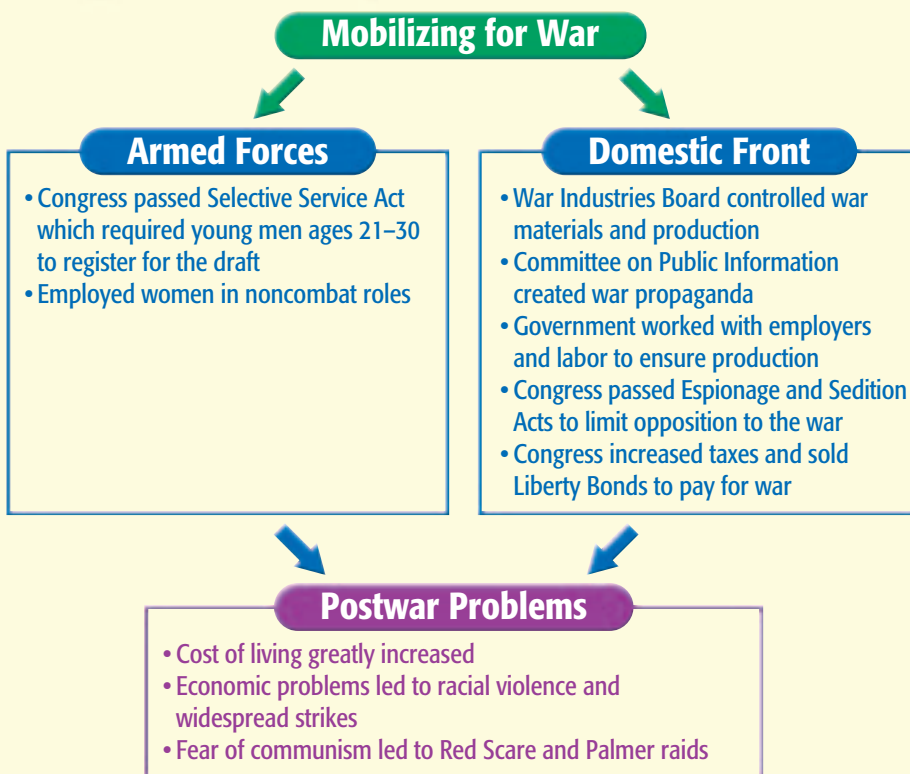 Mobilizing for War
Armed Forces
• Congress passed Selective Service Act
which required young men ages 21–30
to register for the draft
• Employed women in noncombat roles
Domestic Front
• War Industries Board controlled war
materials and production
• Committee on Public Information
created war propaganda
• Government worked with employers
and labor to ensure production
• Congress passed Espionage and Sedition
Acts to limit opposition to the war
• Congress increased taxes and sold
Liberty Bonds to pay for war
Postwar Problems
• Cost of living greatly increased
• Economic problems led to racial violence and
widespread strikes
• Fear of communism led to Red Scare and Palmer raids